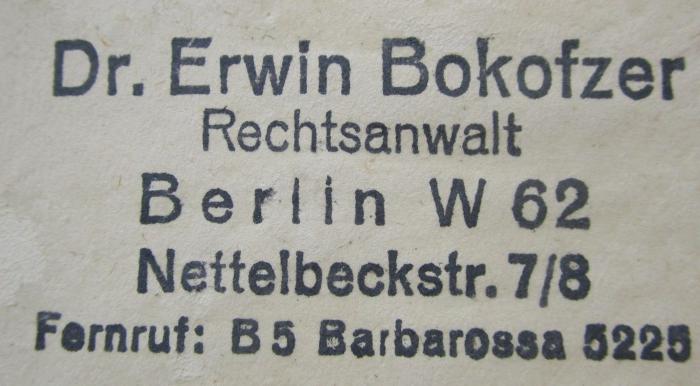 Dr. Erwin Bokofzer
Rechtsanwalt
Berlin W 62
Nettelbeckstr. 7/8
Fernruf: B 5 Barbarossa 5225